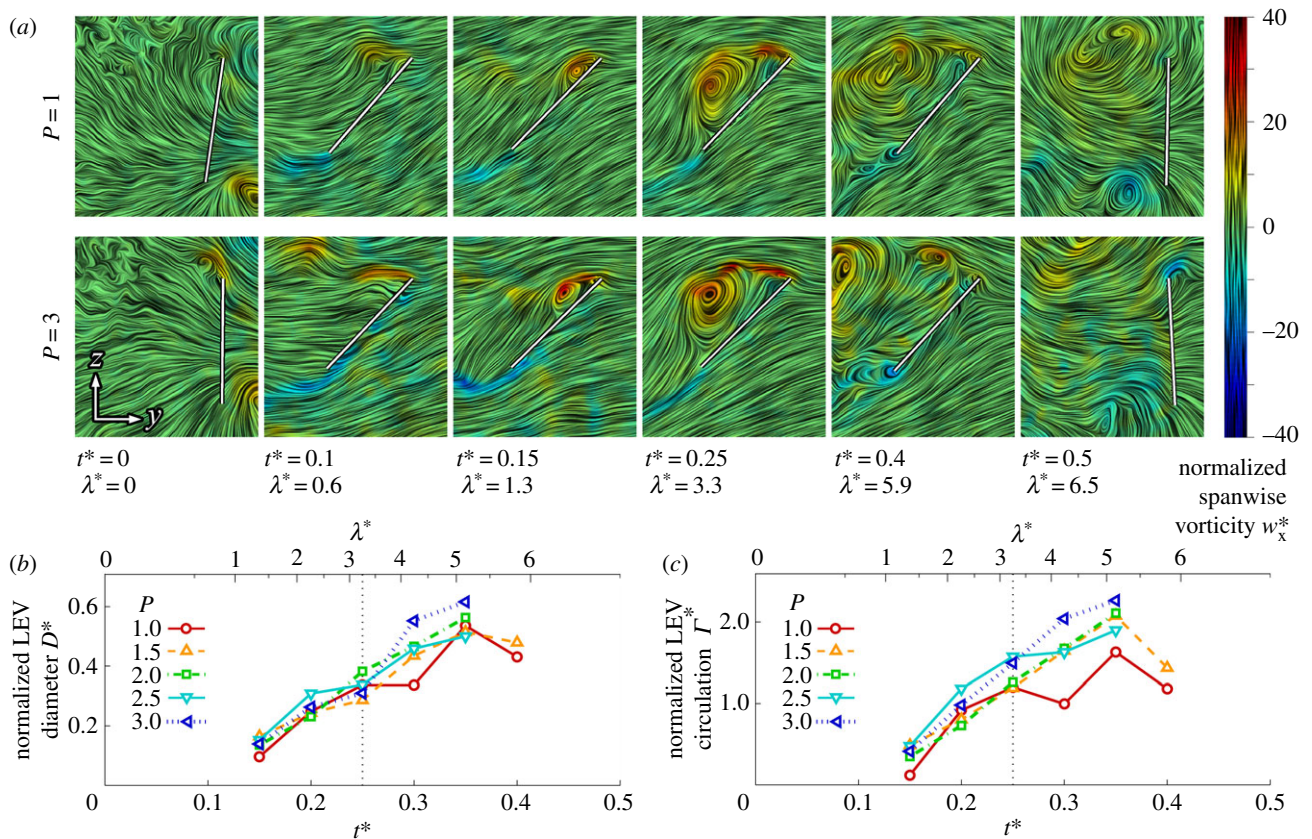 (a)
P = 1
40
20
0
−20
−40
P = 3
z
y
t* = 0
t* = 0.1
t* = 0.15
t* = 0.25
t* = 0.4
t* = 0.5
λ* = 0
λ* = 0.6
λ* = 1.3
λ* = 3.3
λ* = 5.9
λ* = 6.5
normalized
spanwise
vorticity w*x
(b)
λ*
0 1 2 3 4 5 6
normalized LEV
diameter D*
0.6
0.4
0.2
P
1.0
1.5
2.0
2.5
3.0
0 0.1 0.2 0.3 0.4 0.5
t*
(c)
λ*
0 1 2 3 4 5 6
normalized LEV
circulation Γ*
2.0
1.0
P
1.0
1.5
2.0
2.5
3.0
0 0.1 0.2 0.3 0.4 0.5
t*